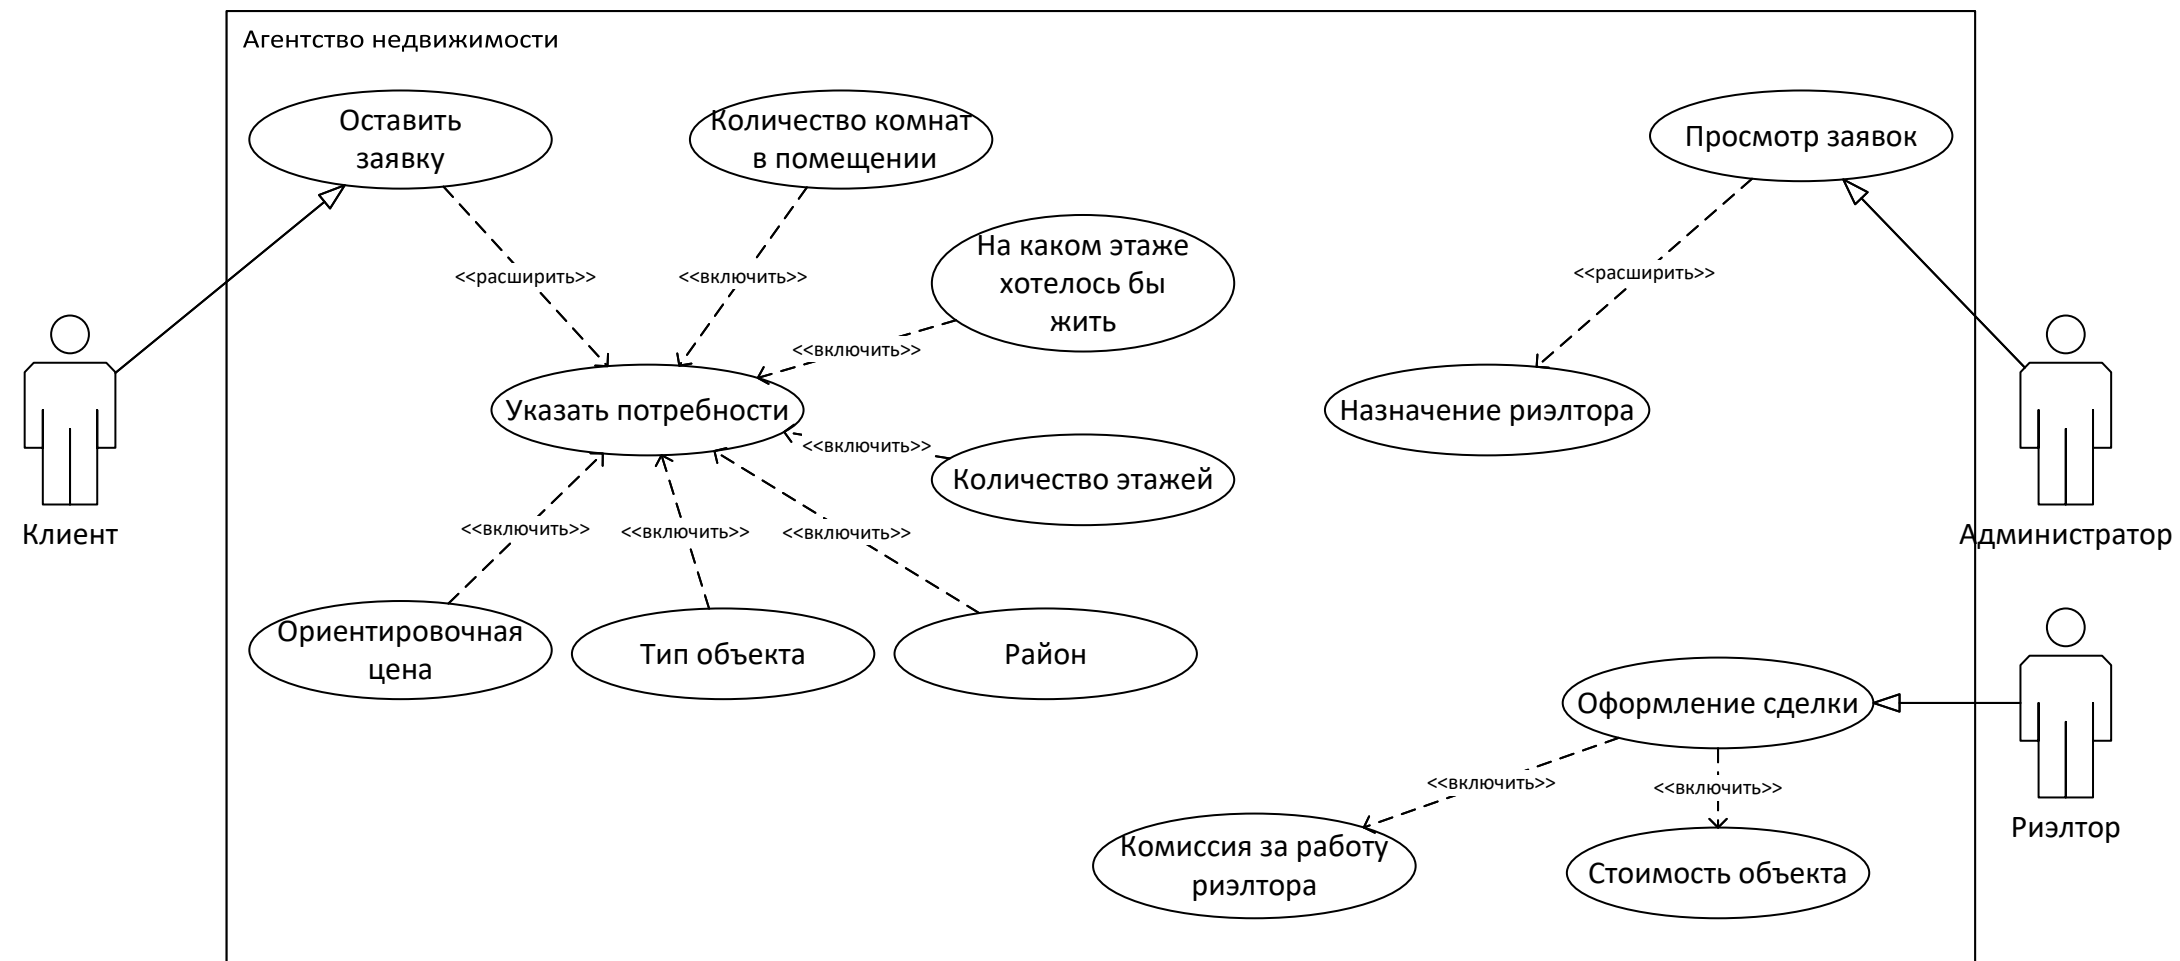 Агентство недвижимости
Оставить
заявку
Количество комнат
в помещении
Просмотр заявок
На каком этаже
хотелось бы
жить
<<расширить>>
<<включить>>
<<расширить>>
<<включить>>
Указать потребности
Назначение риэлтора
<<включить>>
Количество этажей
Клиент
<<включить>>
<<включить>>
<<включить>>
Администратор
Ориентировочная
цена
Тип объекта
Район
Оформление сделки
<<включить>>
<<включить>>
Риэлтор
Комиссия за работу
риэлтора
Стоимость объекта